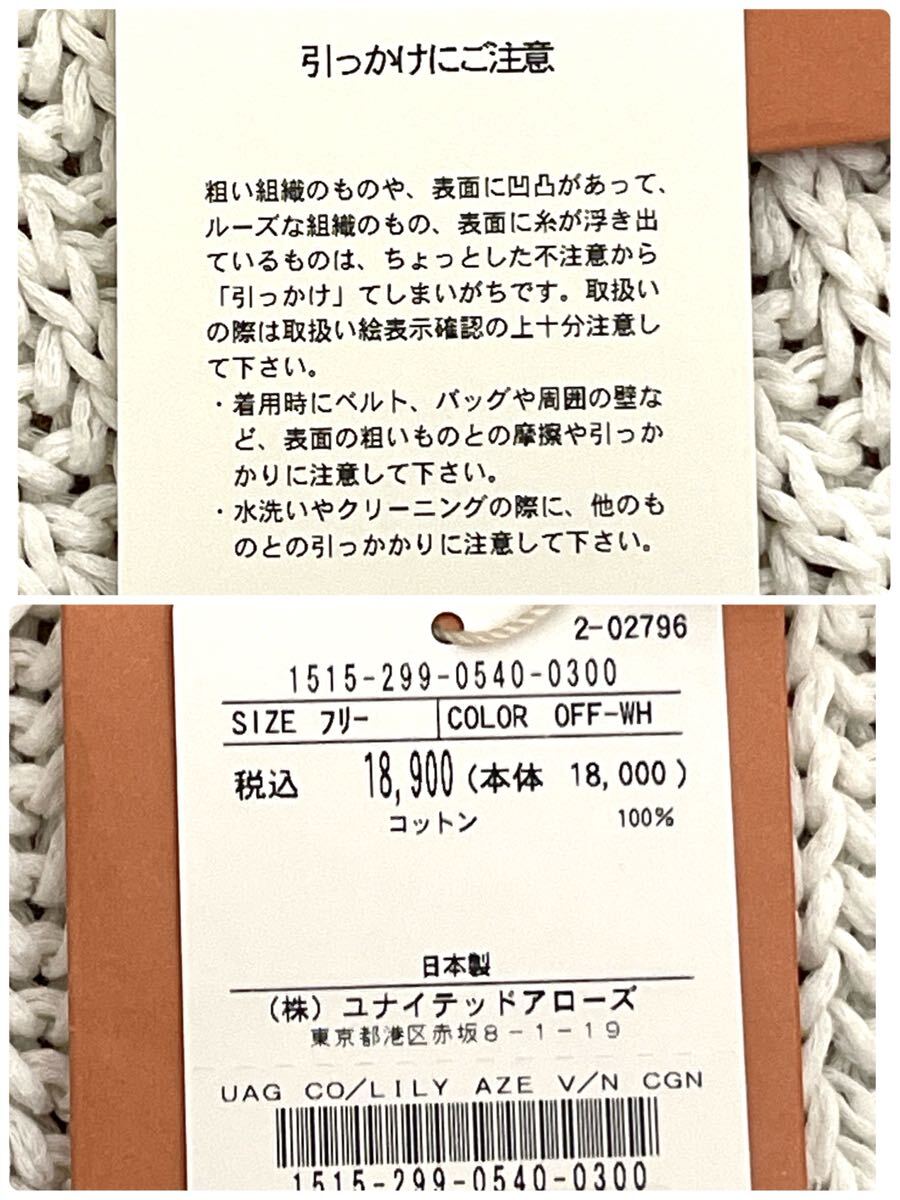 引っかけにご注意
粗い組織のものや、表面に凹凸があって、
ルーズな組織のもの、表面に糸が浮き出
ているものは、ちょっとした不注意から
「引っかけ」てしまいがちです。取扱い
の際は取扱い絵表示確認の上十分注意し
て下さい。
・着用時にベルト、バッグや周囲の壁な
ど、表面の粗いものとの摩擦や引っか
かりに注意して下さい。
・水洗いやクリーニングの際に、他のも
のとの引っかかりに注意して下さい。
2-02796
1515-299-0540-0300
SIZE フリー COLOR OFF-WH
税込 18,900 (本体 18,000)
コットン 100%
日本製
(株)ユナイテッドアローズ
東京都港区赤坂8-1-19
UAG CO/LILY AZE V/N CGN
1515-299-0540-0300